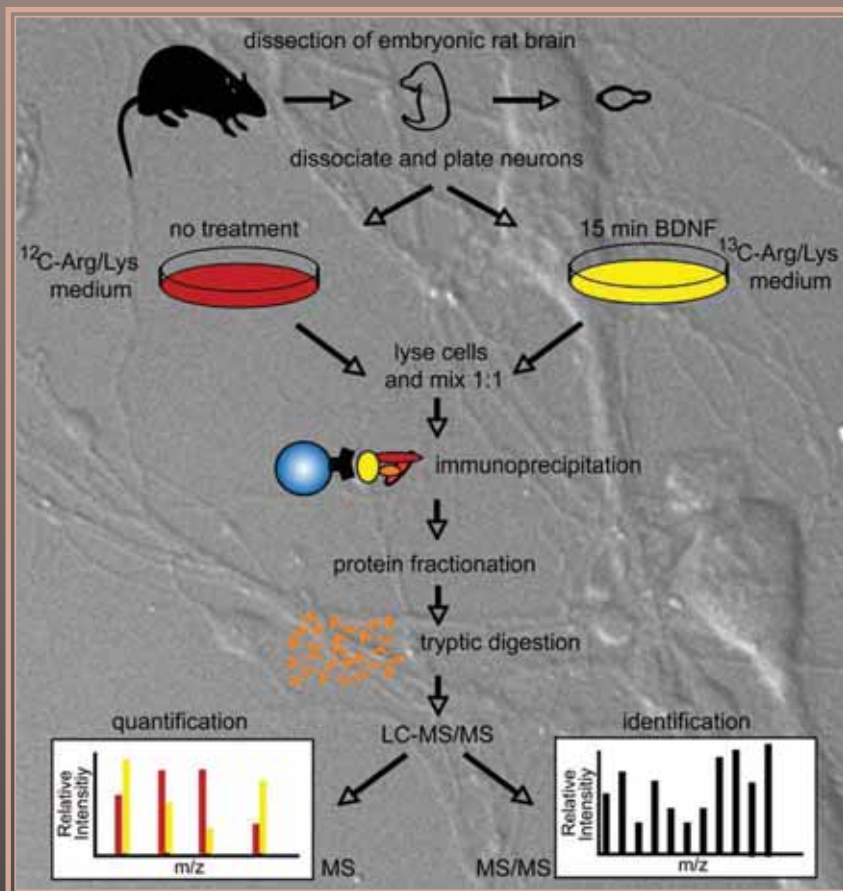 dissection of embryonic rat brain
dissociate and plate neurons
no treatment
15 min BDNF
12C-Arg/Lys
medium
13C-Arg/Lys
medium
lyse cells
and mix 1:1
immunoprecipitation
protein fractionation
tryptic digestion
LC-MS/MS
quantification
Relative
Intensitiy
m/z
MS
identification
Relative
Intensitiy
m/z
MS/MS